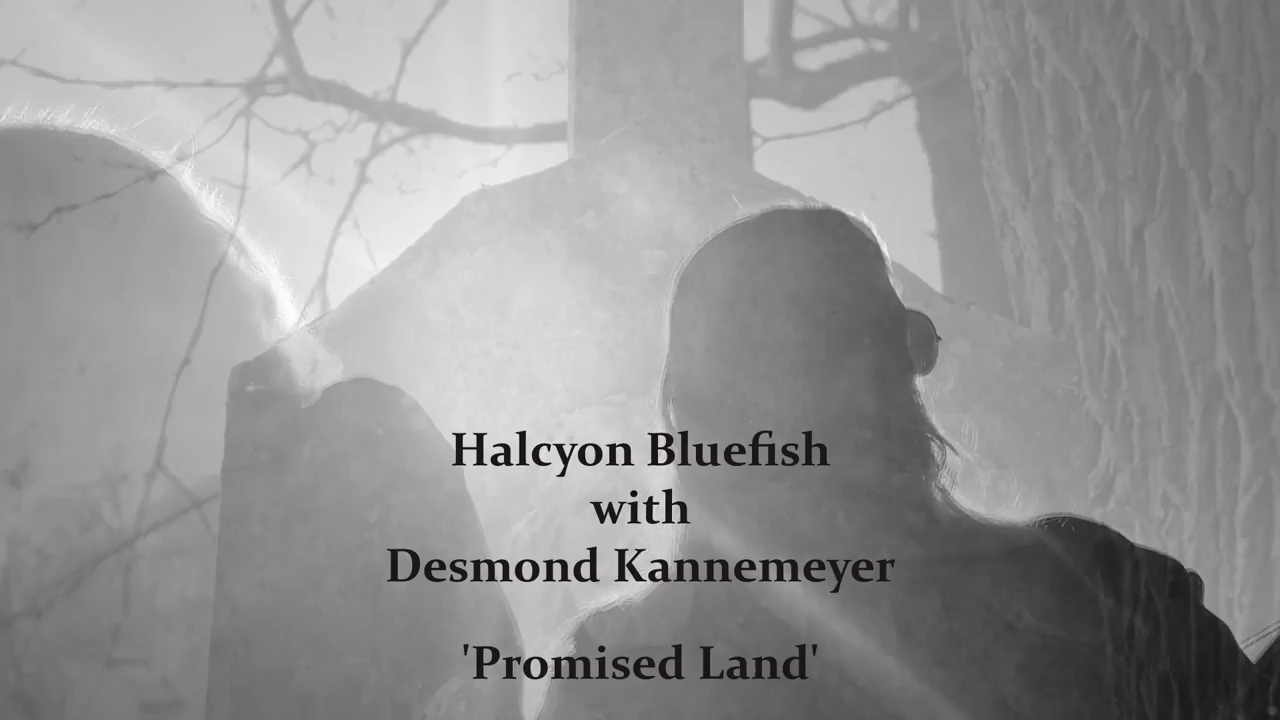 Halcyon Bluefish
with
Desmond Kannemeyer
'Promised Land'